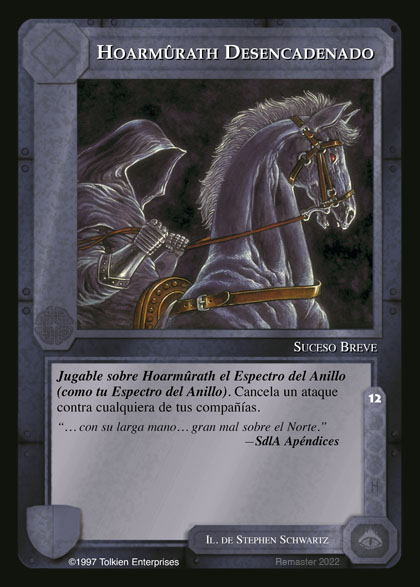 Hoarmûrath Desencadenado
Suceso Breve
Jugable sobre Hoarmûrath el Espectro del Anillo
(como tu Espectro del Anillo). Cancela un ataque
contra cualquiera de tus compañías.
12
“… con su larga mano… gran mal sobre el Norte.”
—SdlA Apéndices
H
Il. de Stephen Schwartz
©1997 Tolkien Enterprises
Remaster 2022